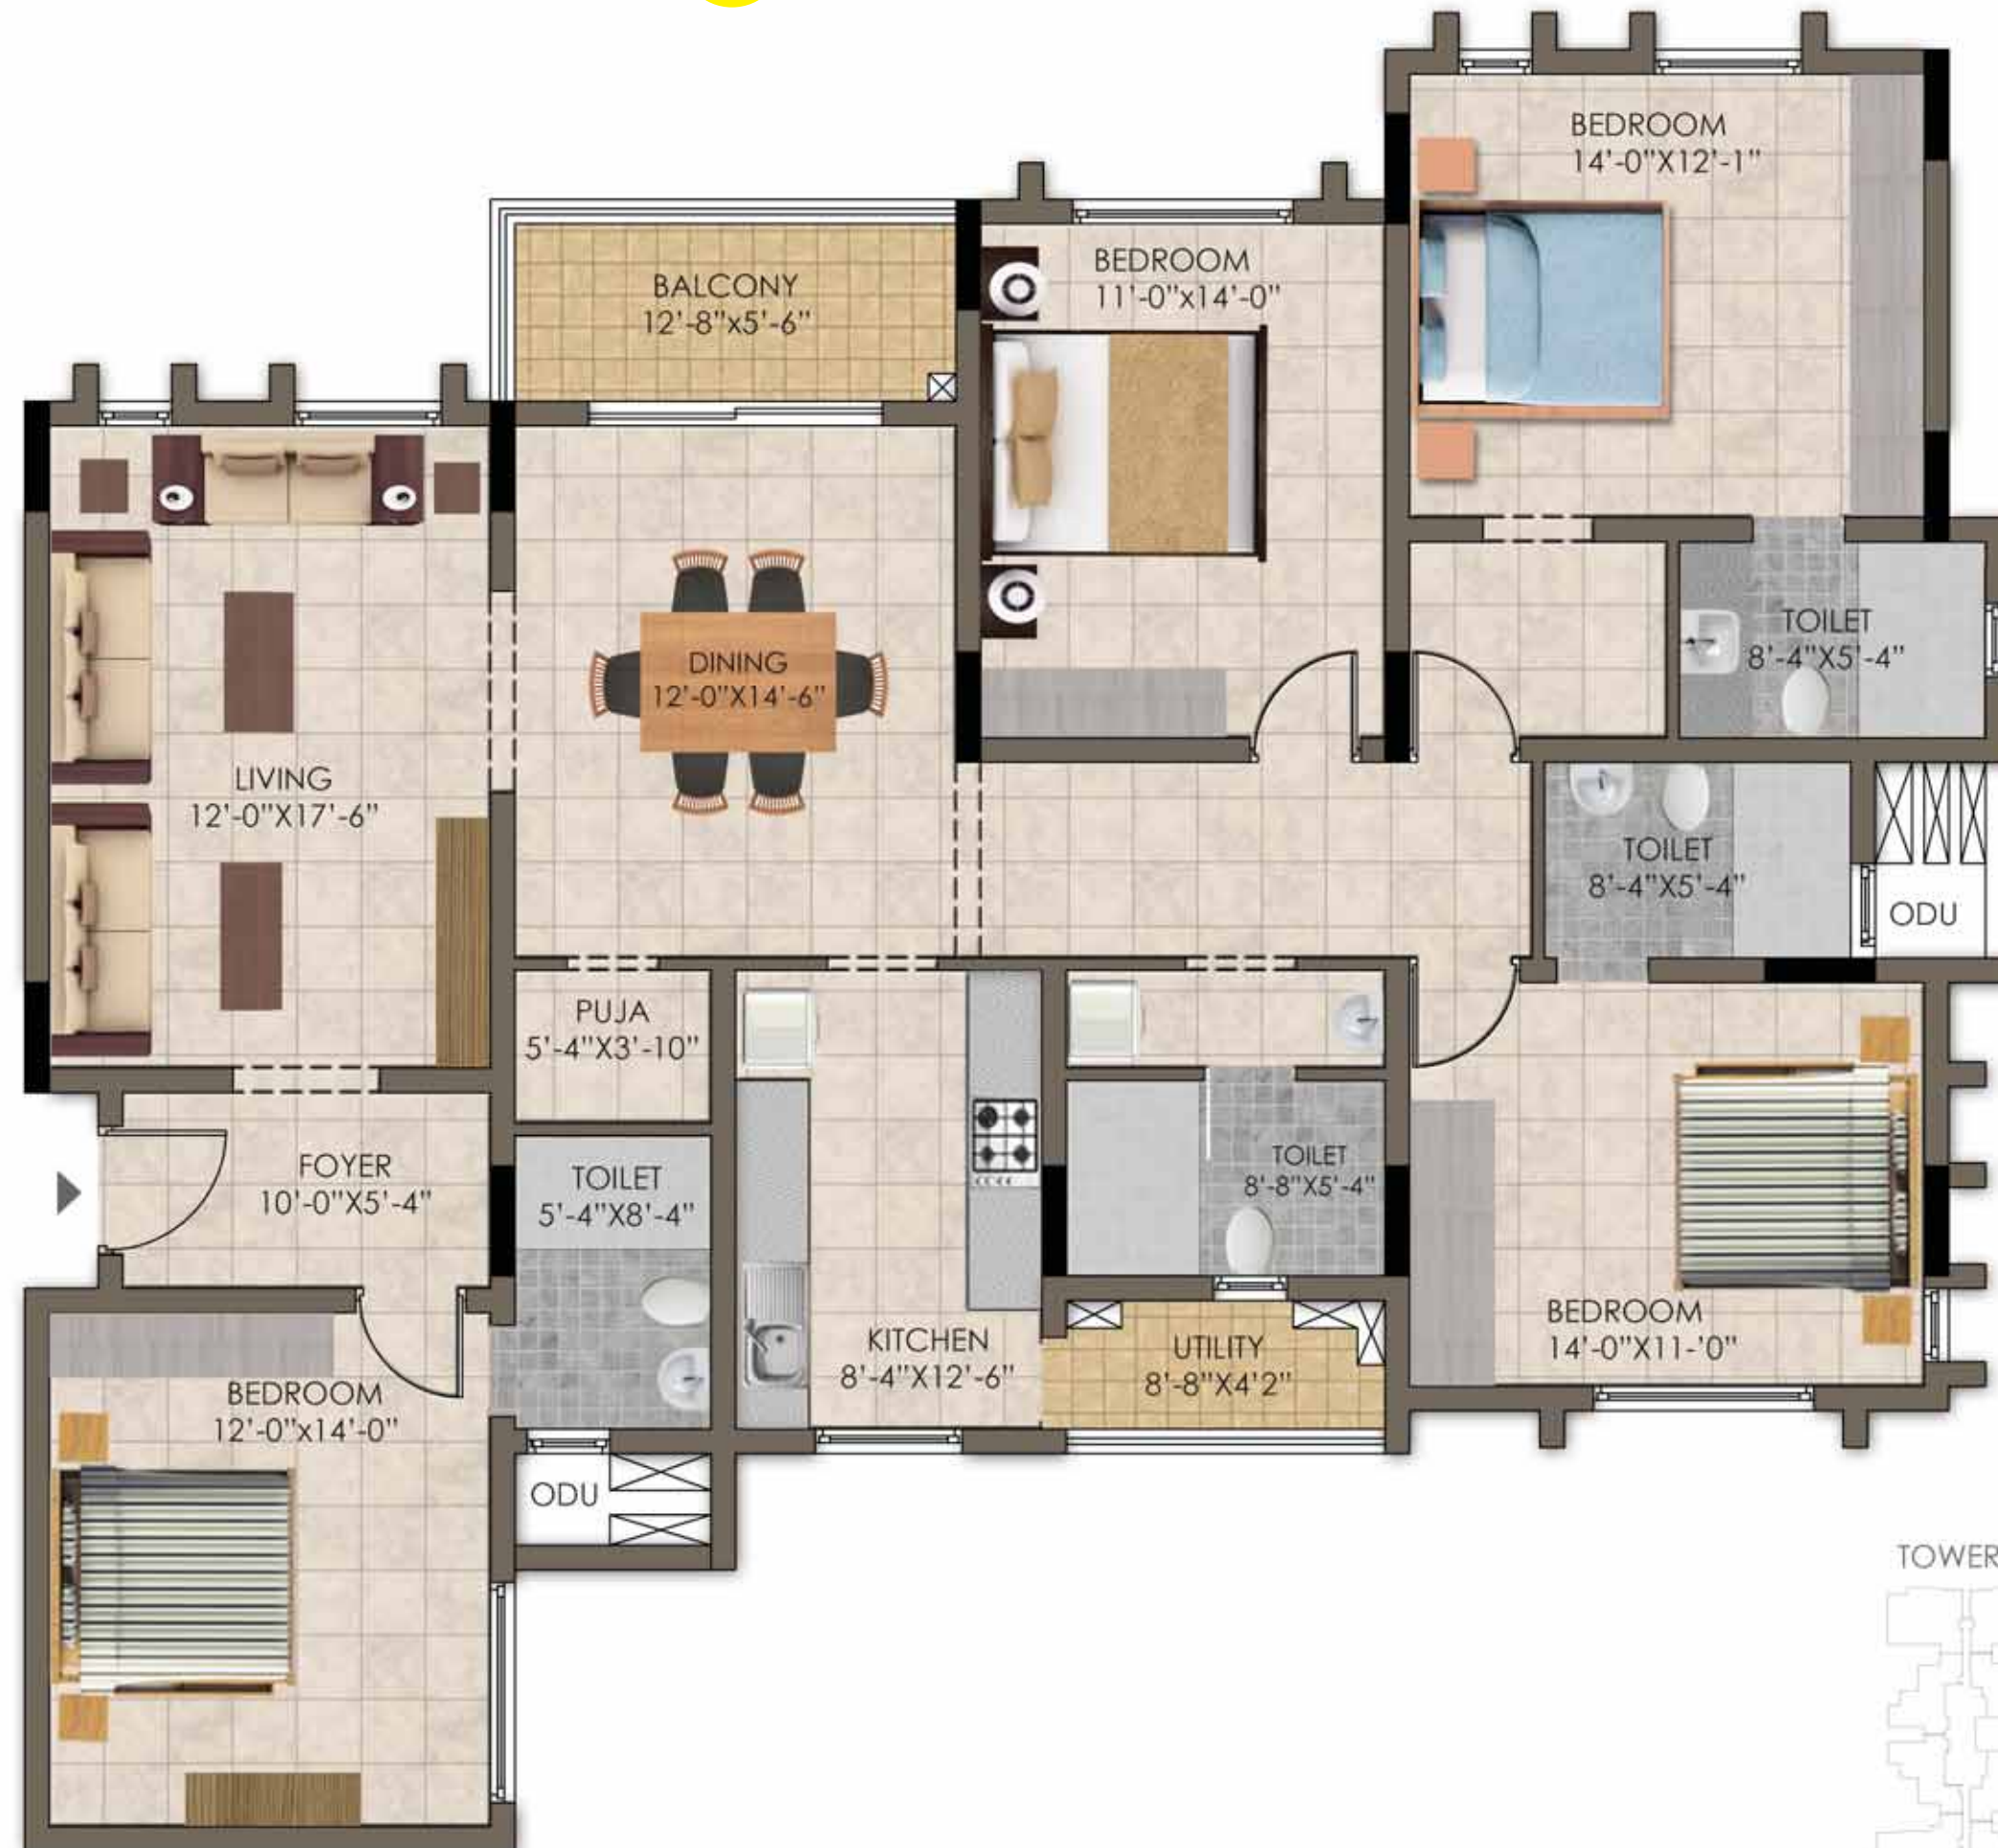 BEDROOM
14'-0"X12'-1"
BEDROOM
11'-0"x14'-0"
BALCONY
12'-8"x5'-6"
TOILET
8'-4"X5'-4"
DINING
12'-0"X14'-6"
LIVING
12'-0"X17'-6"
TOILET
8'-4"X5'-4"
ODU
PUJA
5'-4"X3'-10"
FOYER
10'-0"X5'-4"
TOILET
5'-4"X8'-4"
TOILET
8'-8"X5'-4"
KITCHEN
8'-4"X12'-6"
UTILITY
8'-8"X4'2"
BEDROOM
14'-0"X11-'0"
BEDROOM
12'-0"x14'-0"
ODU
TOWER